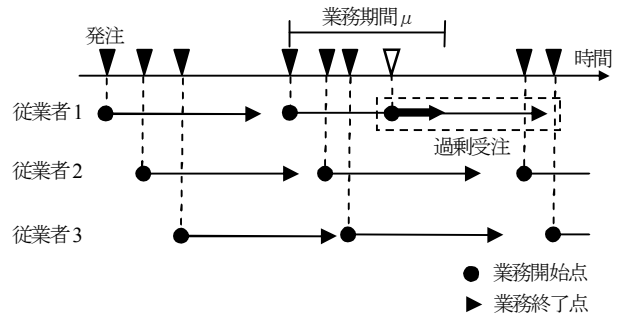 業務期間μ
発注
時間
従業者1
過剰受注
従業者2
従業者3
業務開始点
業務終了点